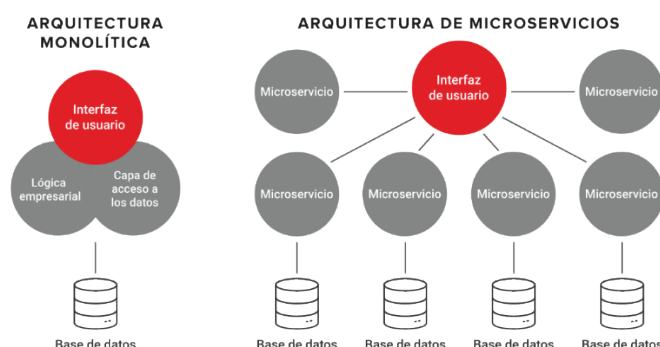 ARQUITECTURA
MONOLÍTICA
Interfaz
de usuario
Lógica
empresarial
Capa de
acceso a
los datos
Base de datos
ARQUITECTURA DE MICROSERVICIOS
Microservicio
Interfaz
de usuario
Microservicio
Microservicio
Microservicio
Microservicio
Microservicio
Base de datos
Base de datos
Base de datos
Base de datos